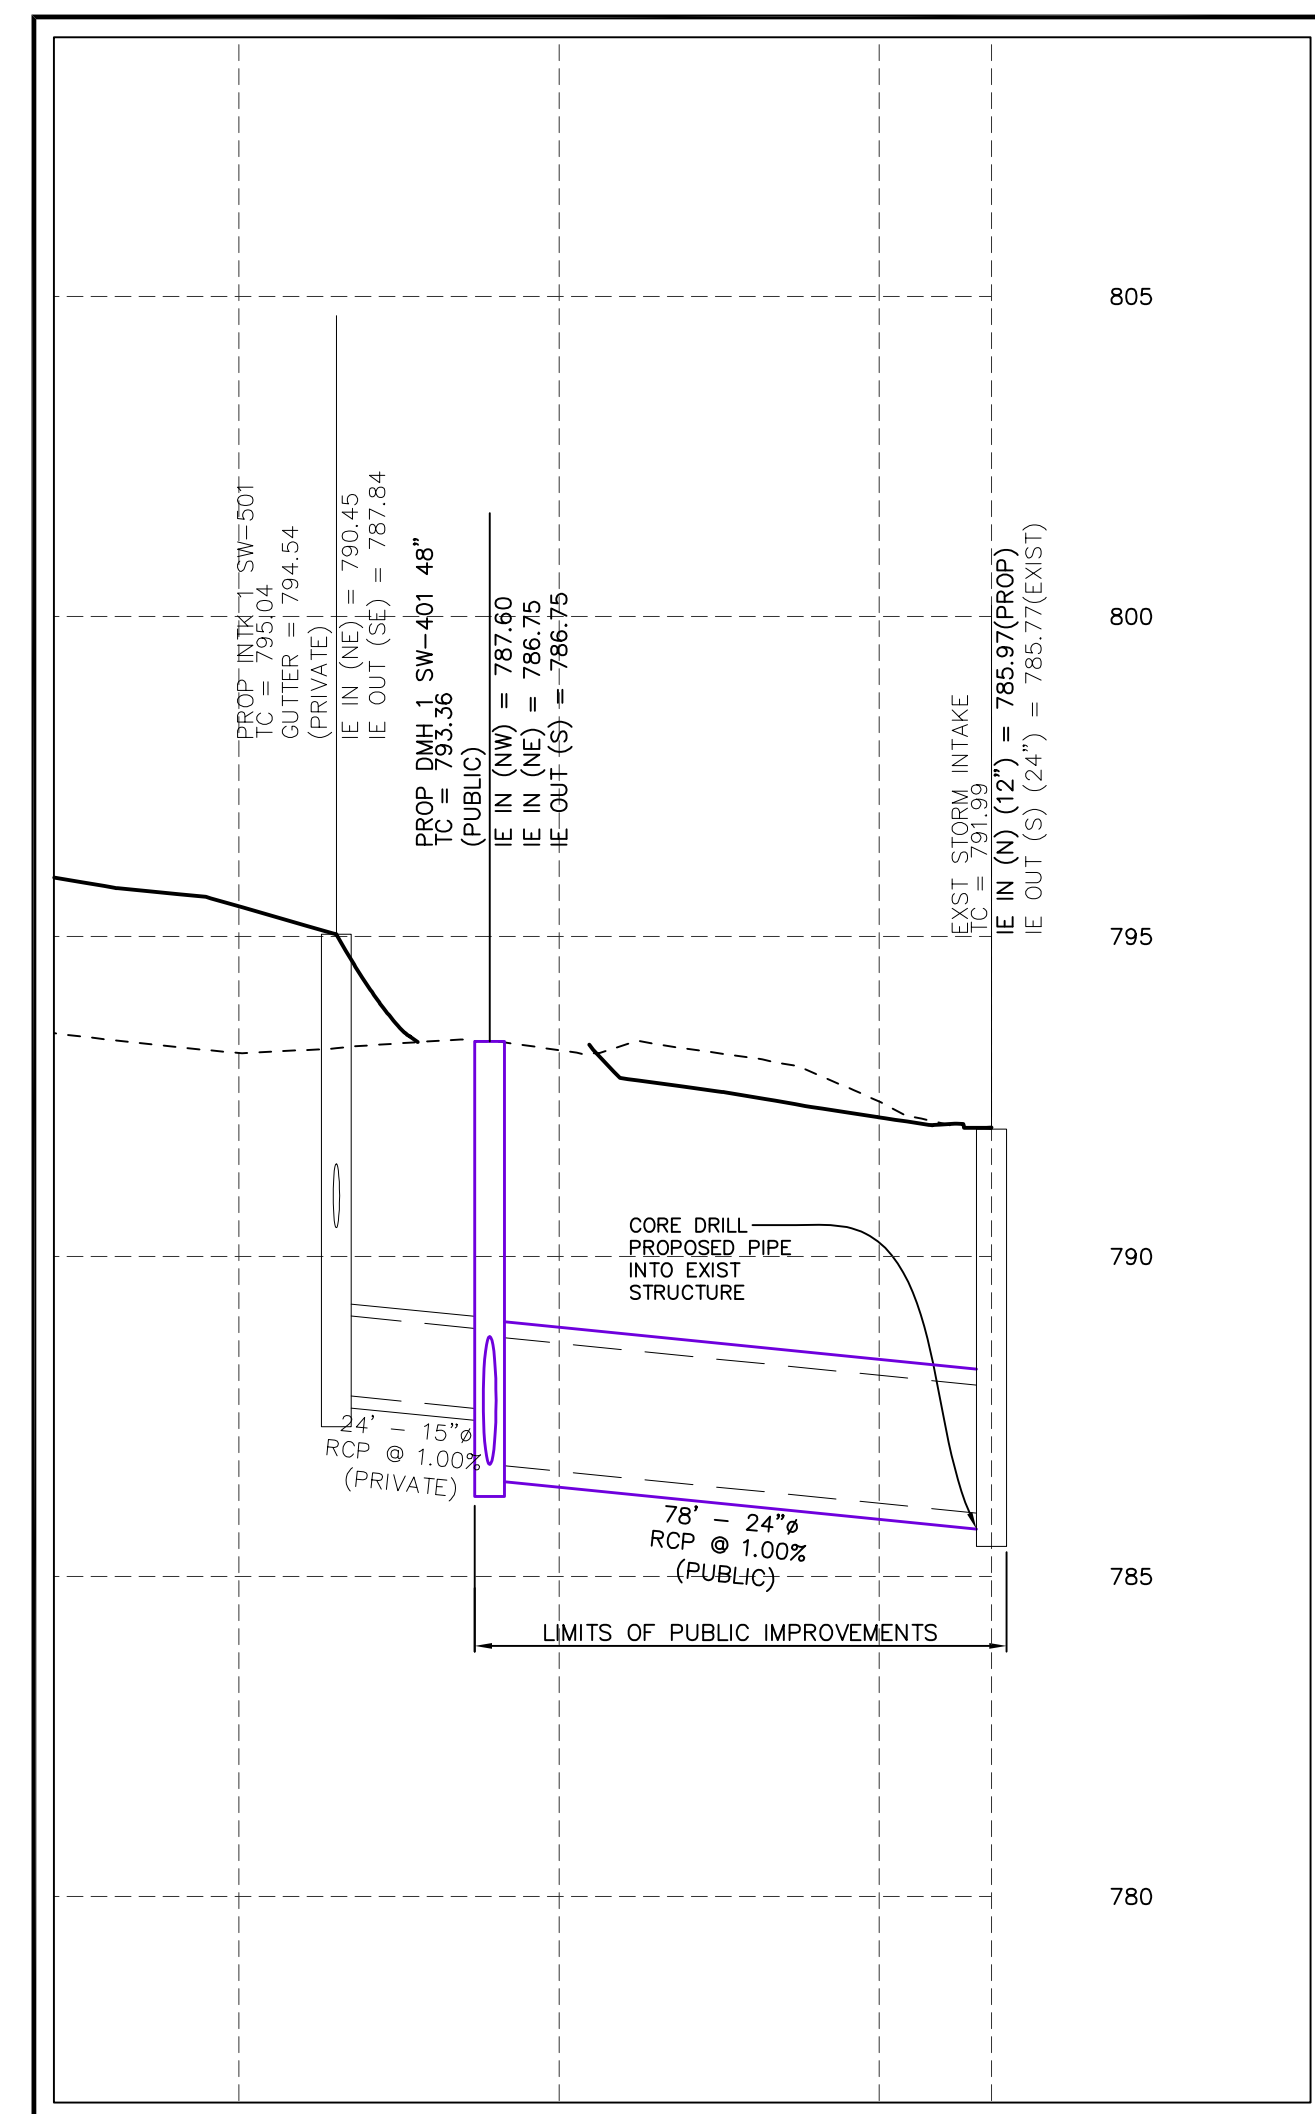 805
800
795
790
785
780
PROP INTK 1 SW-501
TC = 795.04
GUTTER = 794.54
(PRIVATE)
IE IN (NE) = 790.45
IE OUT (SE) = 787.84
PROP DMH 1 SW-401 48"
TC = 793.36
(PUBLIC)
IE IN (NW) = 787.60
IE IN (NE) = 786.75
IE OUT (S) = 786.75
EXST STORM INTAKE
TC = 791.99
IE IN (N) (12") = 785.97(PROP)
IE OUT (S) (24") = 785.77(EXIST)
CORE DRILL
PROPOSED PIPE
INTO EXIST
STRUCTURE
24' - 15"ø
RCP @ 1.00%
(PRIVATE)
78' - 24"ø
RCP @ 1.00%
(PUBLIC)
LIMITS OF PUBLIC IMPROVEMENTS